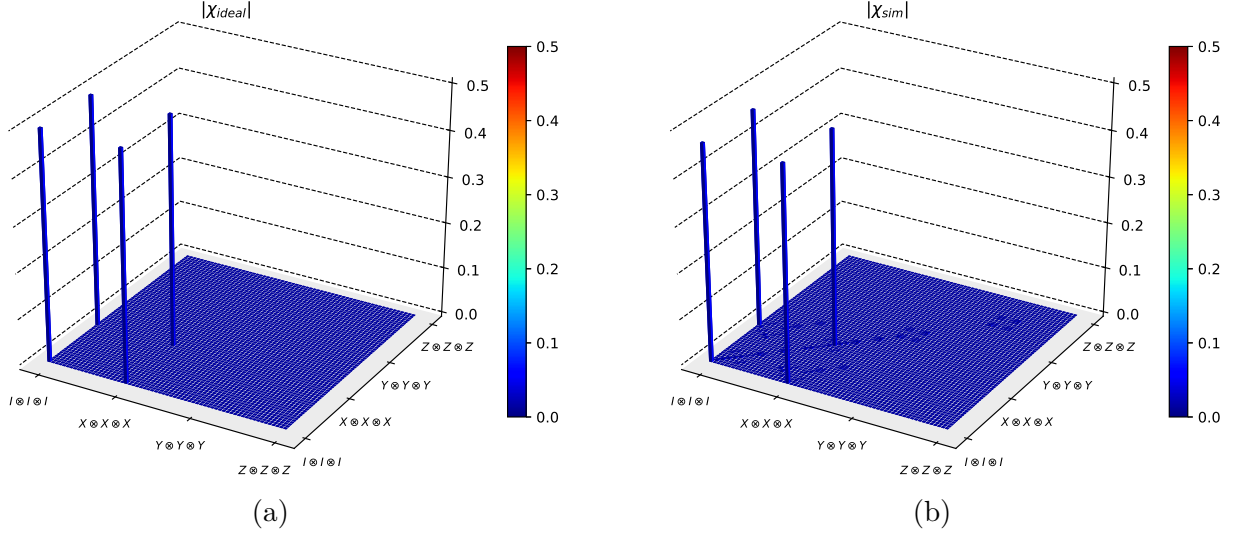 |χ_ideal|
0.5
0.4
0.3
0.2
0.1
0.0
0.5
0.4
0.3
0.2
0.1
0.0
I⊗I⊗I
X⊗X⊗X
Y⊗Y⊗Y
Z⊗Z⊗Z
I⊗I⊗I
X⊗X⊗X
Y⊗Y⊗Y
Z⊗Z⊗Z
(a)
|χ_sim|
0.5
0.4
0.3
0.2
0.1
0.0
0.5
0.4
0.3
0.2
0.1
0.0
I⊗I⊗I
X⊗X⊗X
Y⊗Y⊗Y
Z⊗Z⊗Z
I⊗I⊗I
X⊗X⊗X
Y⊗Y⊗Y
Z⊗Z⊗Z
(b)